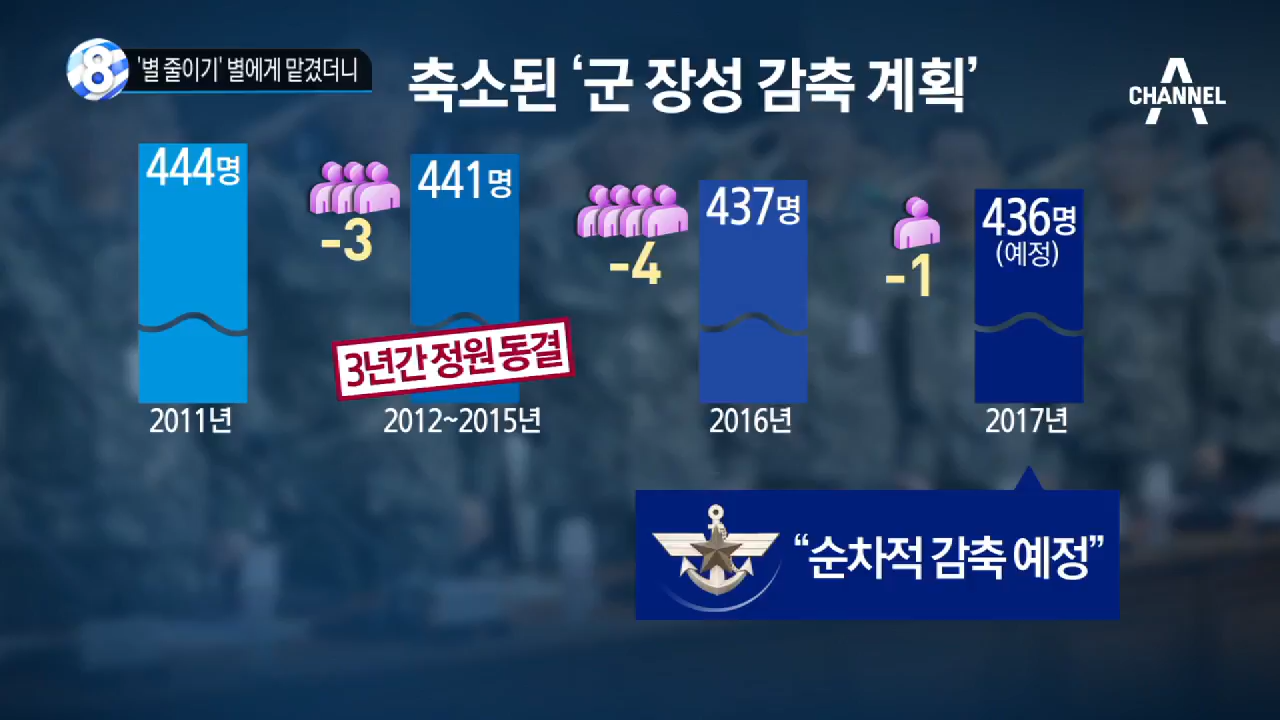 8 '별 줄이기' 별에게 맡겼더니
축소된 ‘군 장성 감축 계획’
CHANNEL A
444명
-3
441명
-4
437명
-1
436명
(예정)
3년간 정원 동결
2011년
2012~2015년
2016년
2017년
“순차적 감축 예정”